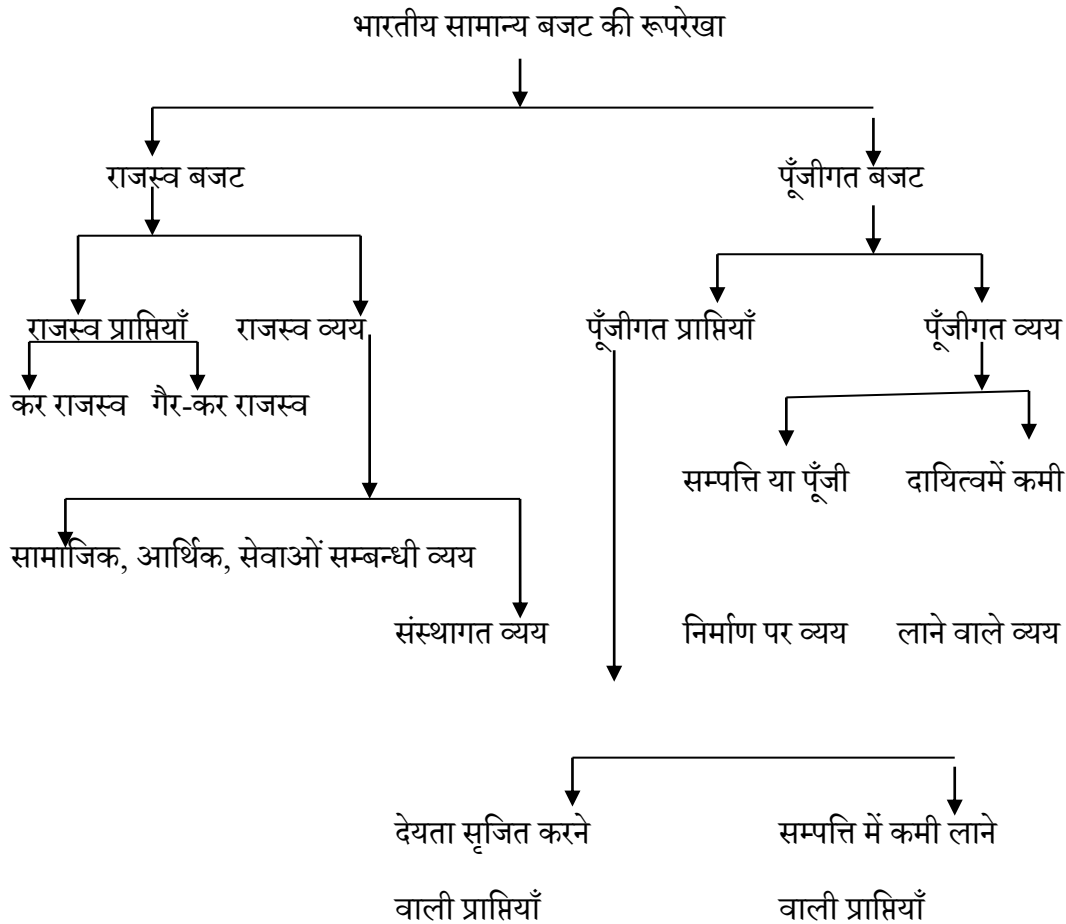 भारतीय सामान्य बजट की रूपरेखा
राजस्व बजट पूँजीगत बजट
राजस्व प्राप्तियाँ राजस्व व्यय पूँजीगत प्राप्तियाँ पूँजीगत व्यय
कर राजस्व गैर-कर राजस्व
सम्पत्ति या पूँजी दायित्वमें कमी
सामाजिक, आर्थिक, सेवाओं सम्बन्धी व्यय
संस्थागत व्यय निर्माण पर व्यय लाने वाले व्यय
देयता सृजित करने सम्पत्ति में कमी लाने
वाली प्राप्तियाँ वाली प्राप्तियाँ